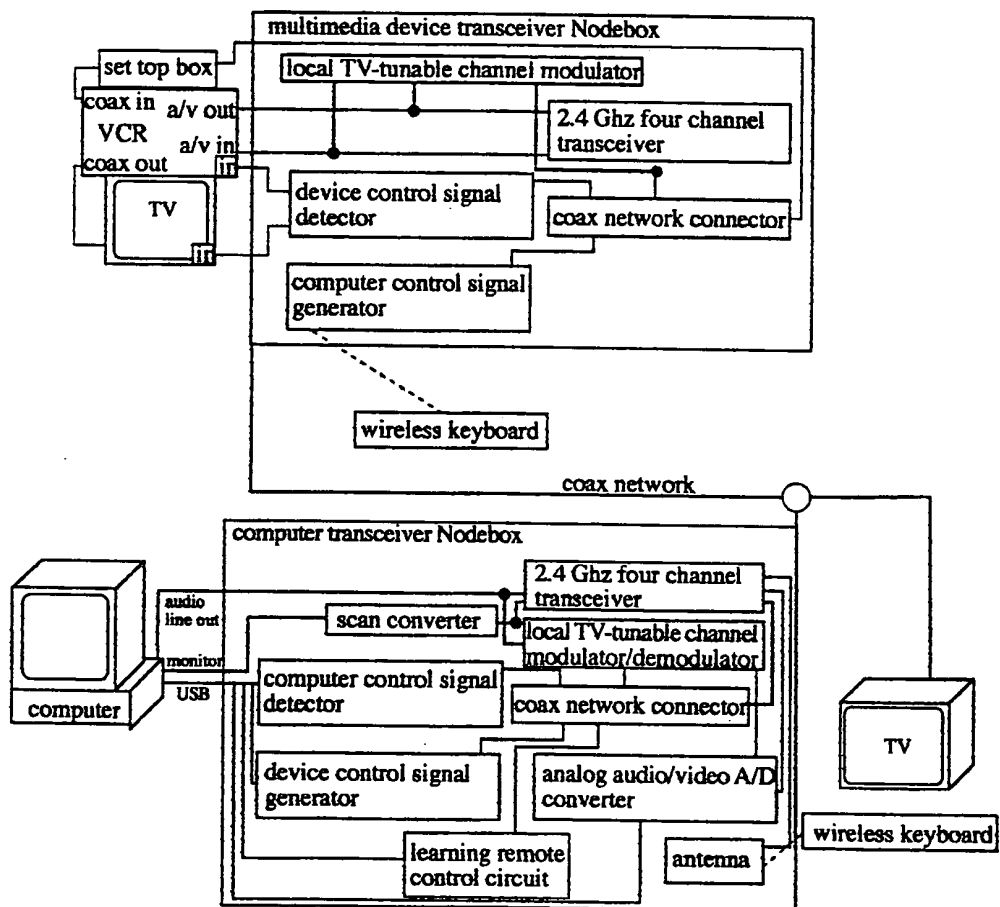 multimedia device transceiver Nodebox
set top box
local TV-tunable channel modulator
coax in
a/v out
VCR
a/v in
coax out
in
2.4 Ghz four channel
transceiver
TV
in
device control signal
detector
coax network connector
computer control signal
generator
wireless keyboard
coax network
computer transceiver Nodebox
2.4 Ghz four channel
transceiver
audio
line out
scan converter
local TV-tunable channel
modulator/demodulator
monitor
USB
computer control signal
detector
coax network connector
computer
TV
device control signal
generator
analog audio/video A/D
converter
wireless keyboard
learning remote
control circuit
antenna